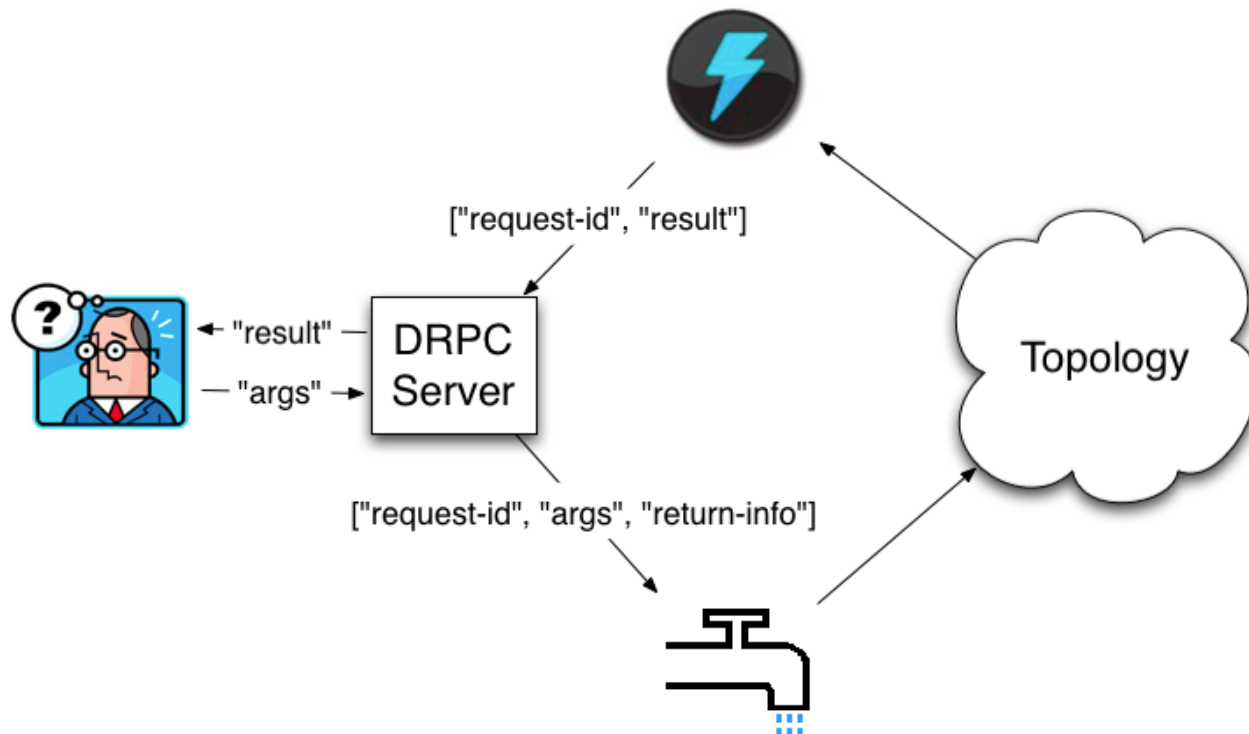 ["request-id", "result"]
?
"result"
"args"
DRPC
Server
Topology
["request-id", "args", "return-info"]